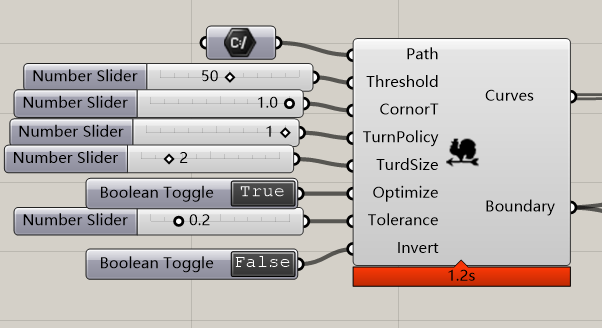 C:/
Path
Number Slider 50 Threshold
Number Slider 1.0 CornorT
Curves
Number Slider 1 TurnPolicy
Number Slider 2 TurdSize
Boolean Toggle True Optimize
Boundary
Number Slider 0.2 Tolerance
Boolean Toggle False Invert
1.2s